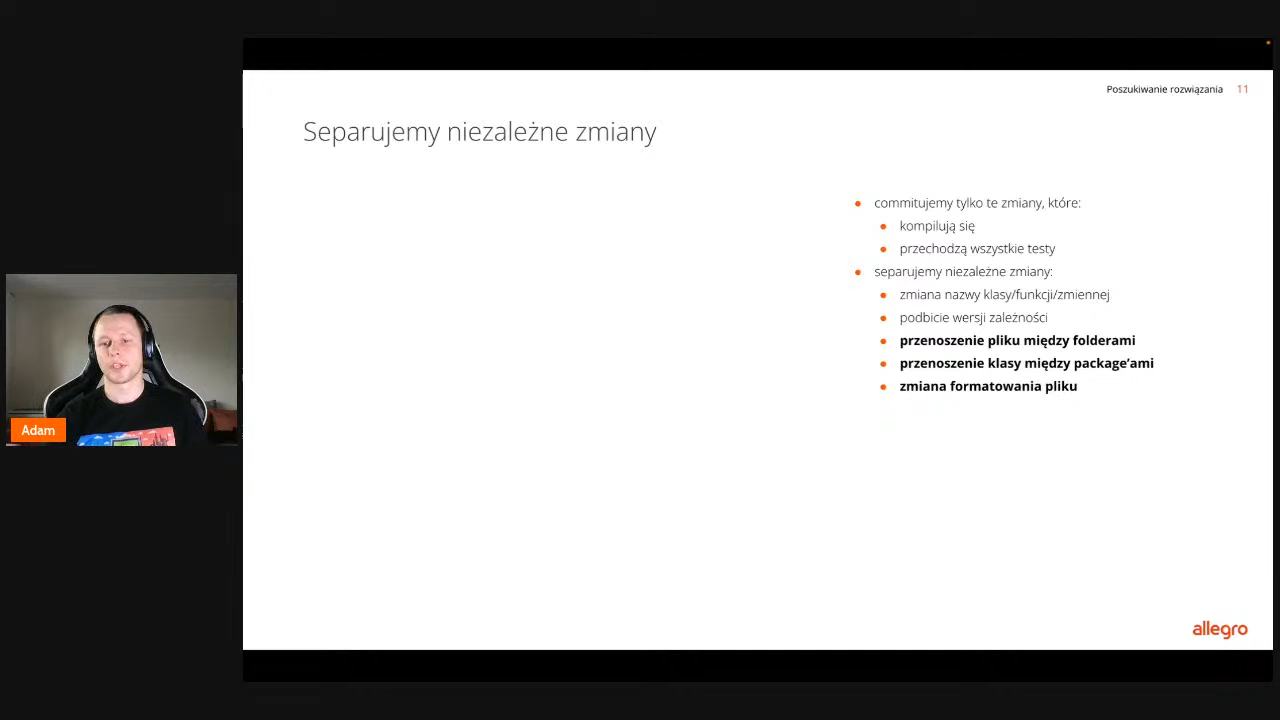 Poszukiwanie rozwiązania 11
Separujemy niezależne zmiany
commitujemy tylko te zmiany, które:
kompilują się
przechodzą wszystkie testy
separujemy niezależne zmiany:
zmiana nazwy klasy/funkcji/zmiennej
podbicie wersji zależności
przenoszenie pliku między folderami
przenoszenie klasy między package’ami
zmiana formatowania pliku
Adam
allegro